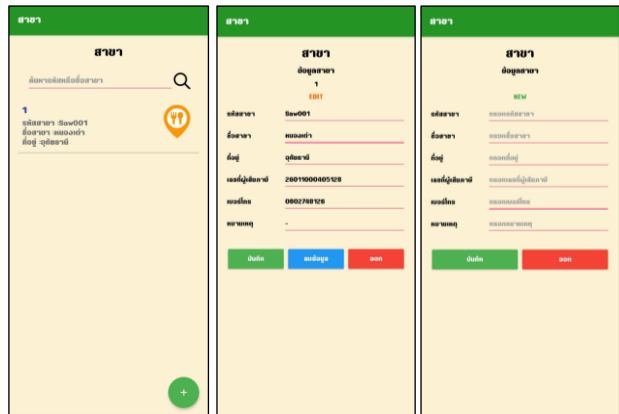 สาขา
สาขา
ค้นหารหัสหรือชื่อสาขา
1
รหัสสาขา :Saw001
ชื่อสาขา :หนองเต่า
ที่อยู่ :อุทัยธานี
+
สาขา
สาขา
ข้อมูลสาขา
1
EDIT
รหัสสาขา Saw001
ชื่อสาขา หนองเต่า
ที่อยู่ อุทัยธานี
เลขที่ผู้เสียภาษี 26011000405128
เบอร์โทร 0802748126
หมายเหตุ -
บันทึก ลบข้อมูล ออก
สาขา
สาขา
ข้อมูลสาขา
NEW
รหัสสาขา กรอกรหัสสาขา
ชื่อสาขา กรอกชื่อสาขา
ที่อยู่ กรอกที่อยู่
เลขที่ผู้เสียภาษี กรอกเลขที่ผู้เสียภาษี
เบอร์โทร กรอกเบอร์โทร
หมายเหตุ กรอกหมายเหตุ
บันทึก ออก